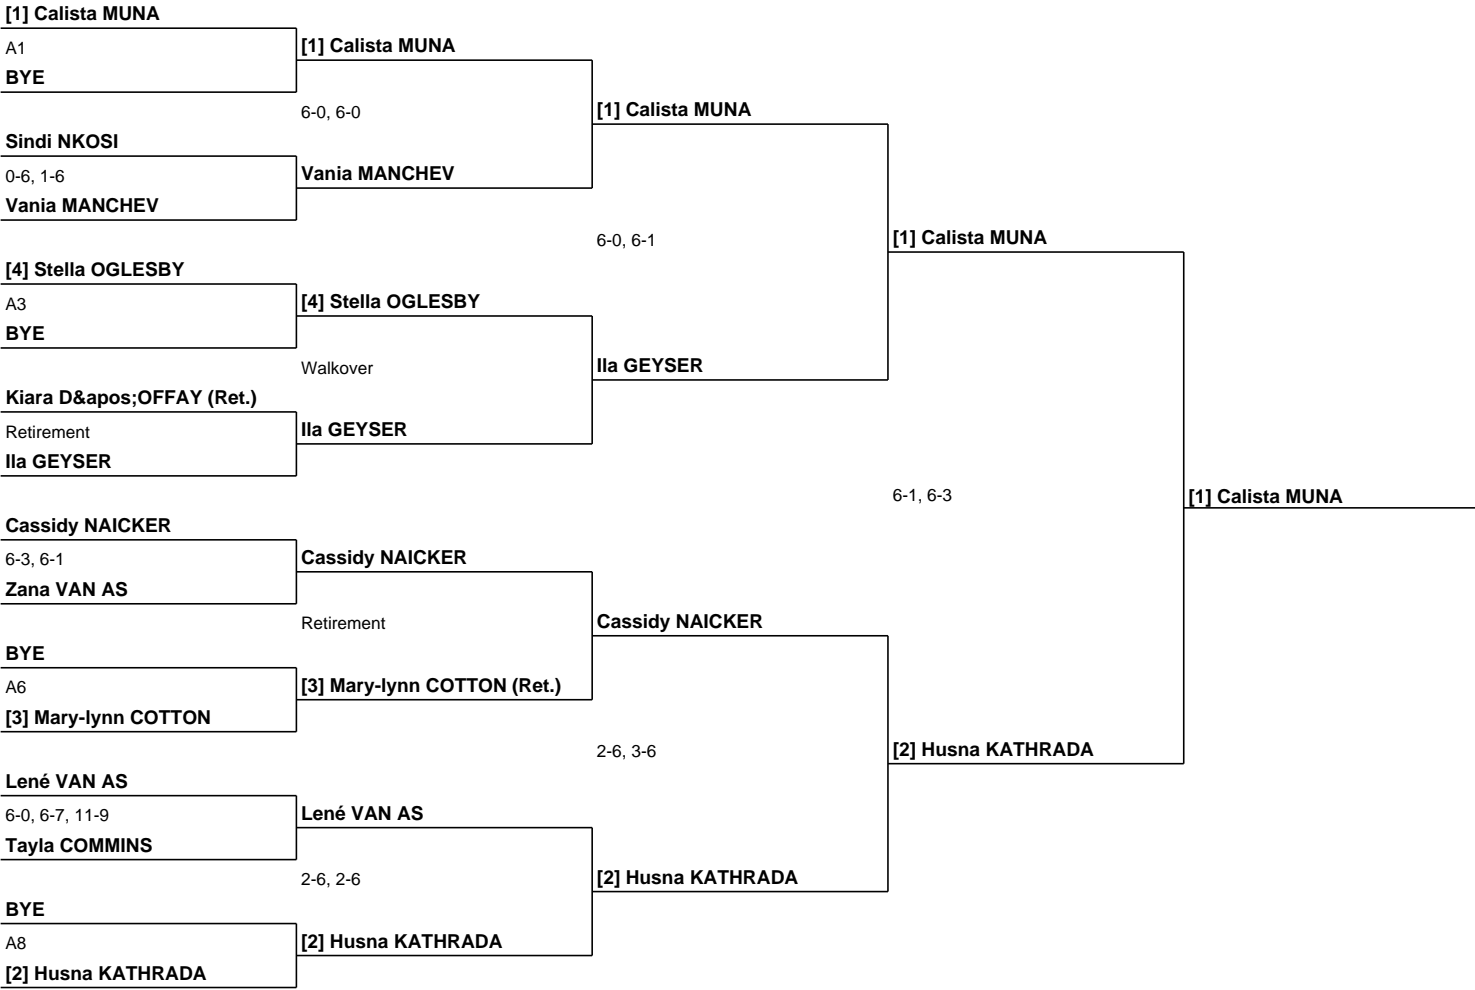 [1] Calista MUNA
A1
BYE
Sindi NKOSI
0-6, 1-6
Vania MANCHEV
[4] Stella OGLESBY
A3
BYE
Kiara D&apos;OFFAY (Ret.)
Retirement
Ila GEYSER
Cassidy NAICKER
6-3, 6-1
Zana VAN AS
BYE
A6
[3] Mary-lynn COTTON
Lené VAN AS
6-0, 6-7, 11-9
Tayla COMMINS
BYE
A8
[2] Husna KATHRADA
[1] Calista MUNA
6-0, 6-0
Vania MANCHEV
[4] Stella OGLESBY
Walkover
Ila GEYSER
Cassidy NAICKER
Retirement
[3] Mary-lynn COTTON (Ret.)
Lené VAN AS
2-6, 2-6
[2] Husna KATHRADA
[1] Calista MUNA
6-0, 6-1
Ila GEYSER
Cassidy NAICKER
2-6, 3-6
[2] Husna KATHRADA
[1] Calista MUNA
6-1, 6-3
[2] Husna KATHRADA
[1] Calista MUNA